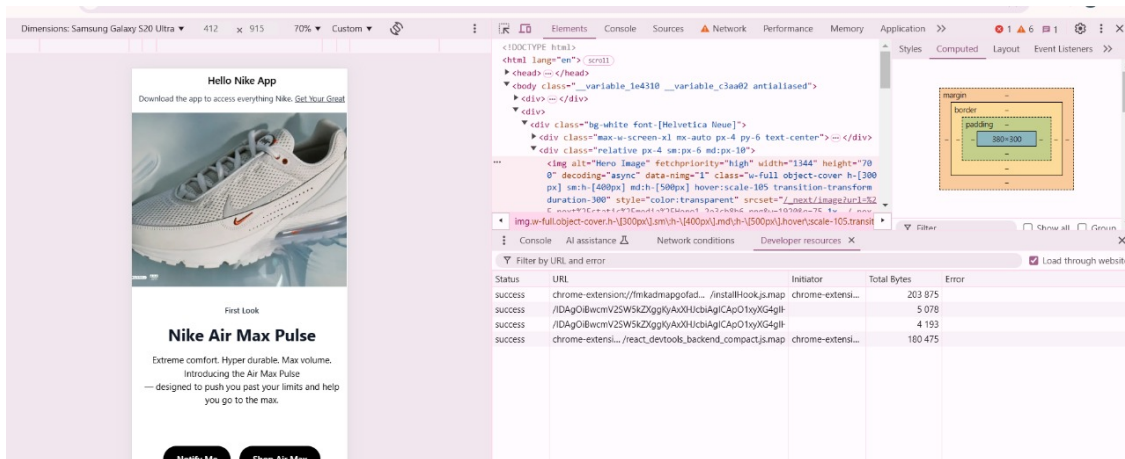 Dimensions: Samsung Galaxy S20 Ultra ▼ 412 x 915 70% ▼ Custom ▼
Elements Console Sources Network Performance Memory Application 1 6 1
Hello Nike App
Download the app to access everything Nike. Get Your Great
First Look
Nike Air Max Pulse
Extreme comfort. Hyper durable. Max volume.
Introducing the Air Max Pulse
— designed to push you past your limits and help
you go to the max.
Notify Me Shop Air Max
<!DOCTYPE html>
<html lang="en"> scroll
<head> </head>
<body class="__variable_1e4310 __variable_c3aa02 antialiased">
<div> </div>
<div>
<div class="bg-white font-[Helvetica Neue]">
<div class="max-w-screen-xl mx-auto px-4 py-6 text-center"> </div>
<div class="relative px-4 sm:px-6 md:px-10">
<img alt="Hero Image" fetchpriority="high" width="1344" height="70
0" decoding="async" data-nimg="1" class="w-full object-cover h-[300
px] sm:h-[400px] md:h-[500px] hover:scale-105 transition-transform
duration-300" style="color:transparent" srcset="/_next/image?url=%2
img.w-full.object-cover.h-\[300px\].sm\:h-\[400px\].md\:h-\[500px\].hover\:scale-105.transit
Styles Computed Layout Event Listeners
margin –
border –
padding –
380×300
Filter Show all Group
Console AI assistance Network conditions Developer resources ×
Filter by URL and error Load through website
Status URL Initiator Total Bytes Error
success chrome-extension://fmkadmapgofad... /installHook.js.map chrome-extensi... 203 875
success 5 078
success 4 193
success chrome-extensi... /react_devtools_backend_compact.js.map chrome-extensi... 180 475